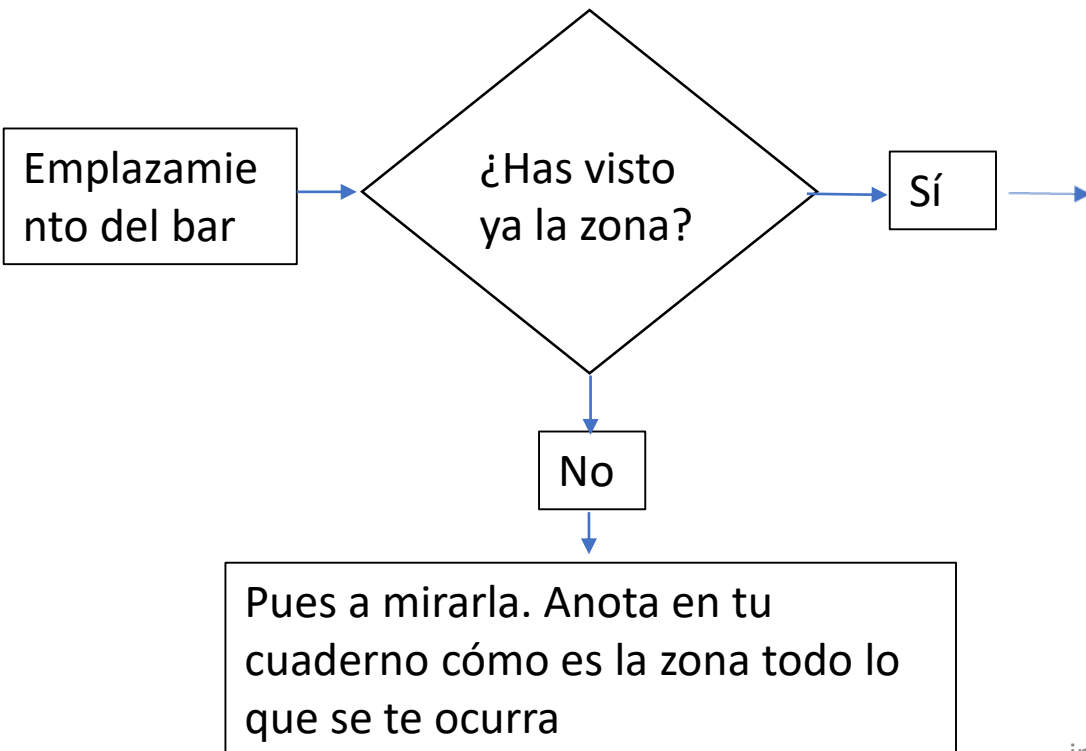 Emplazamie
nto del bar
¿Has visto
ya la zona?
Sí
No
Pues a mirarla. Anota en tu
cuaderno cómo es la zona todo lo
que se te ocurra